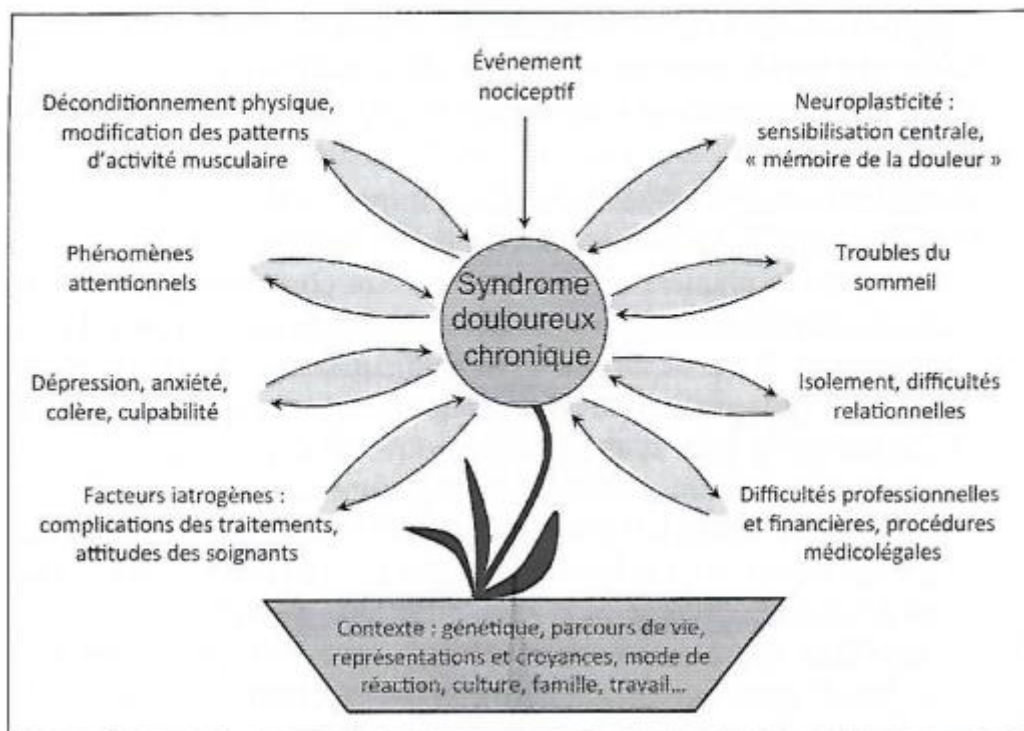 Événement
nociceptif
Déconditionnement physique,
modification des patterns
d'activité musculaire
Neuroplasticité :
sensibilisation centrale,
« mémoire de la douleur »
Phénomènes
attentionnels
Syndrome
douloureux
chronique
Troubles du
sommeil
Dépression, anxiété,
colère, culpabilité
Isolement, difficultés
relationnelles
Facteurs iatrogènes :
complications des traitements,
attitudes des soignants
Difficultés professionnelles
et financières, procédures
médicolégales
Contexte : génétique, parcours de vie,
représentations et croyances, mode de
réaction, culture, famille, travail...